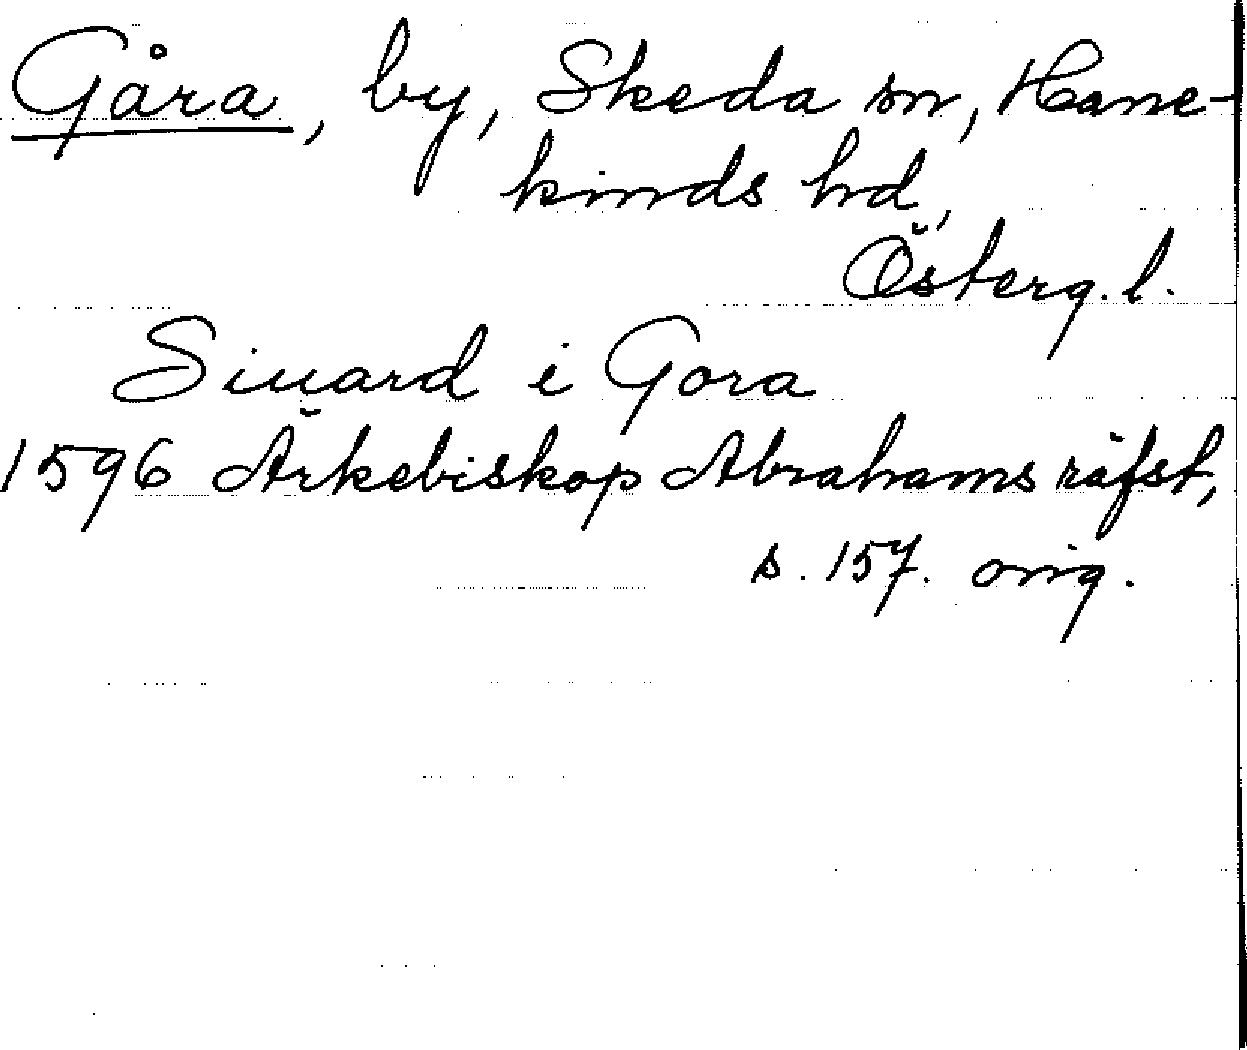 Gåra, by, Skeda sn, Hane-
kinds hd,
Österg. l.
Siuard i Gora
1596 Ärkebiskop Abrahams räfst,
s. 157. orig.